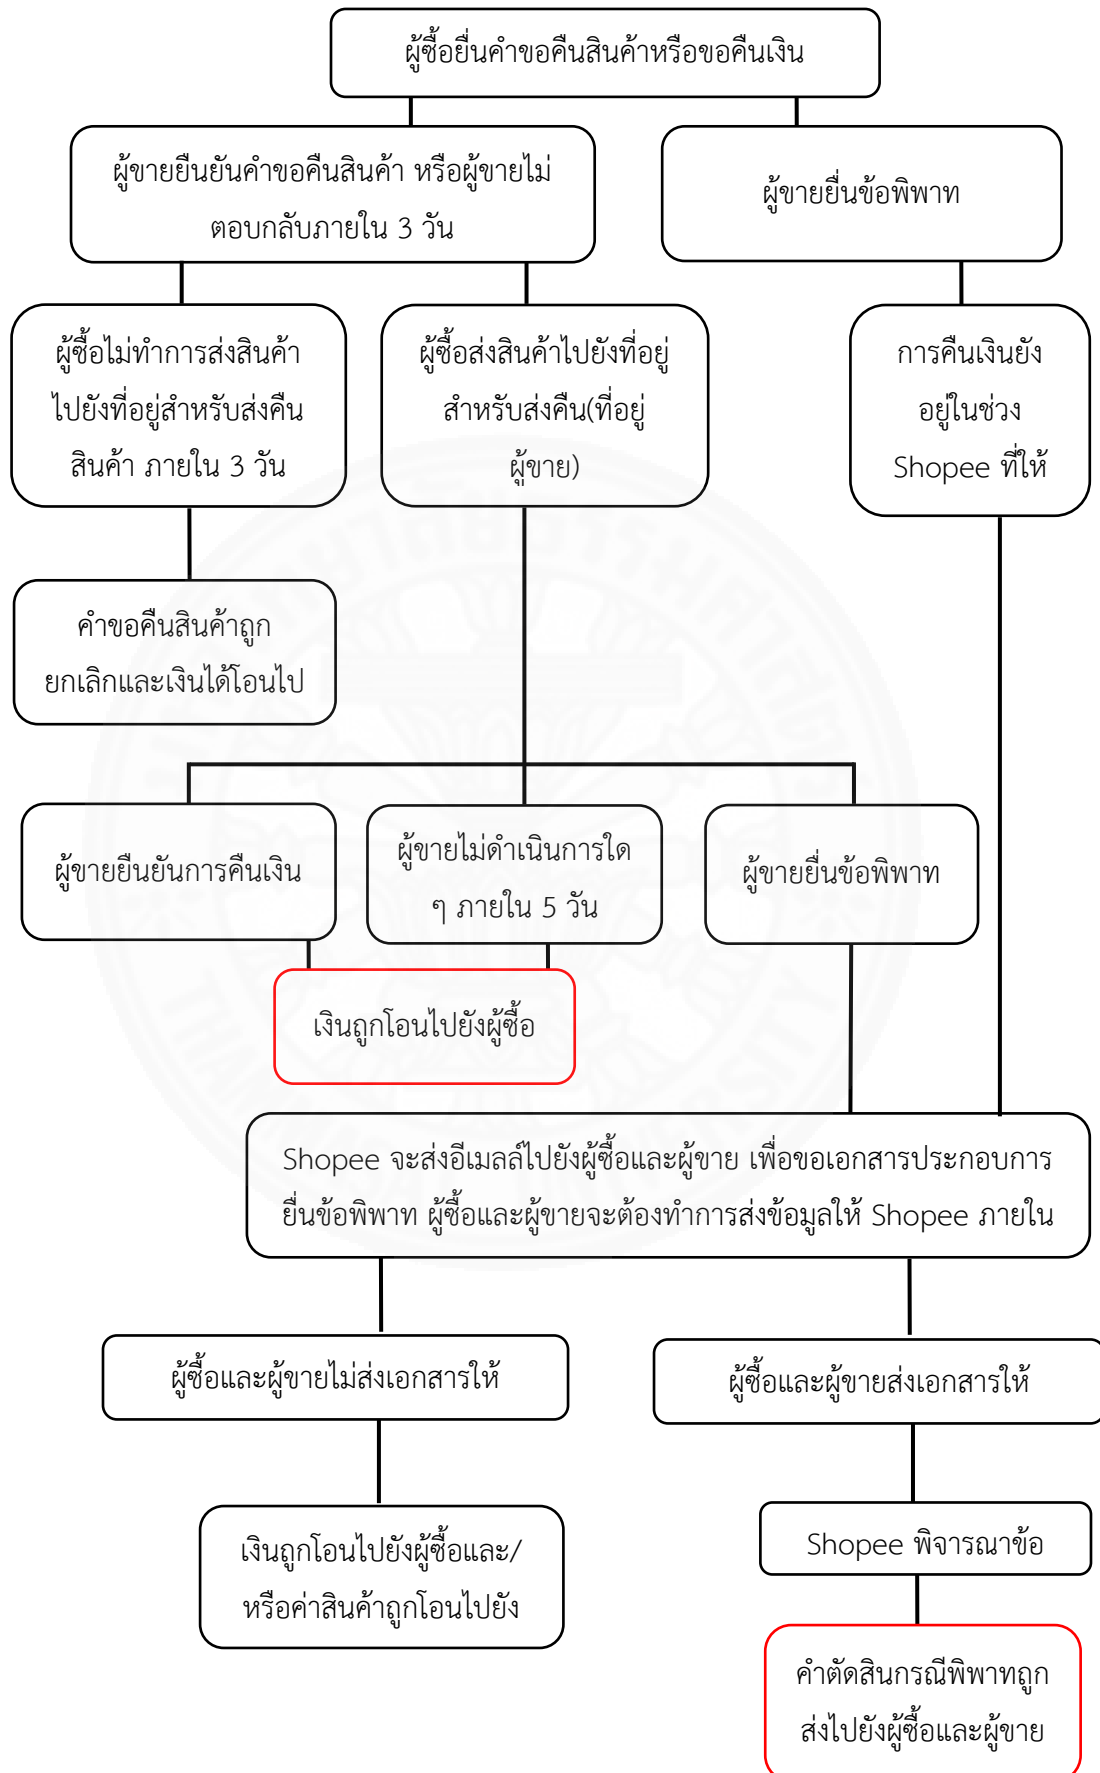 ผู้ซื้อยื่นคำขอคืนสินค้าหรือขอคืนเงิน
ผู้ขายยืนยันคำขอคืนสินค้า หรือผู้ขายไม่
ตอบกลับภายใน 3 วัน
ผู้ขายยื่นข้อพิพาท
ผู้ซื้อไม่ทำการส่งสินค้า
ไปยังที่อยู่สำหรับส่งคืน
สินค้า ภายใน 3 วัน
ผู้ซื้อส่งสินค้าไปยังที่อยู่
สำหรับส่งคืน(ที่อยู่
ผู้ขาย)
การคืนเงินยัง
อยู่ในช่วง
Shopee ที่ให้
คำขอคืนสินค้าถูก
ยกเลิกและเงินได้โอนไป
ผู้ขายยืนยันการคืนเงิน
ผู้ขายไม่ดำเนินการใด
ๆ ภายใน 5 วัน
ผู้ขายยื่นข้อพิพาท
เงินถูกโอนไปยังผู้ซื้อ
Shopee จะส่งอีเมลล์ไปยังผู้ซื้อและผู้ขาย เพื่อขอเอกสารประกอบการ
ยื่นข้อพิพาท ผู้ซื้อและผู้ขายจะต้องทำการส่งข้อมูลให้ Shopee ภายใน
ผู้ซื้อและผู้ขายไม่ส่งเอกสารให้
ผู้ซื้อและผู้ขายส่งเอกสารให้
เงินถูกโอนไปยังผู้ซื้อและ/
หรือค่าสินค้าถูกโอนไปยัง
Shopee พิจารณาข้อ
คำตัดสินกรณีพิพาทถูก
ส่งไปยังผู้ซื้อและผู้ขาย